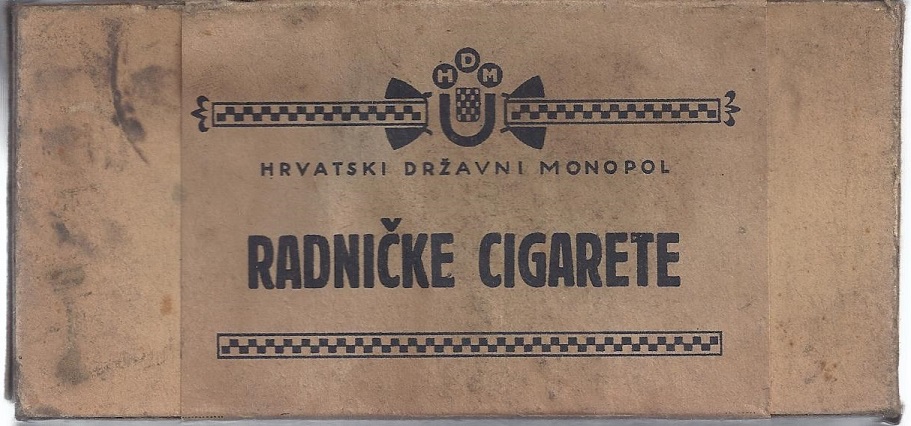 HDM
U
HRVATSKI DRŽAVNI MONOPOL
RADNIČKE CIGARETE